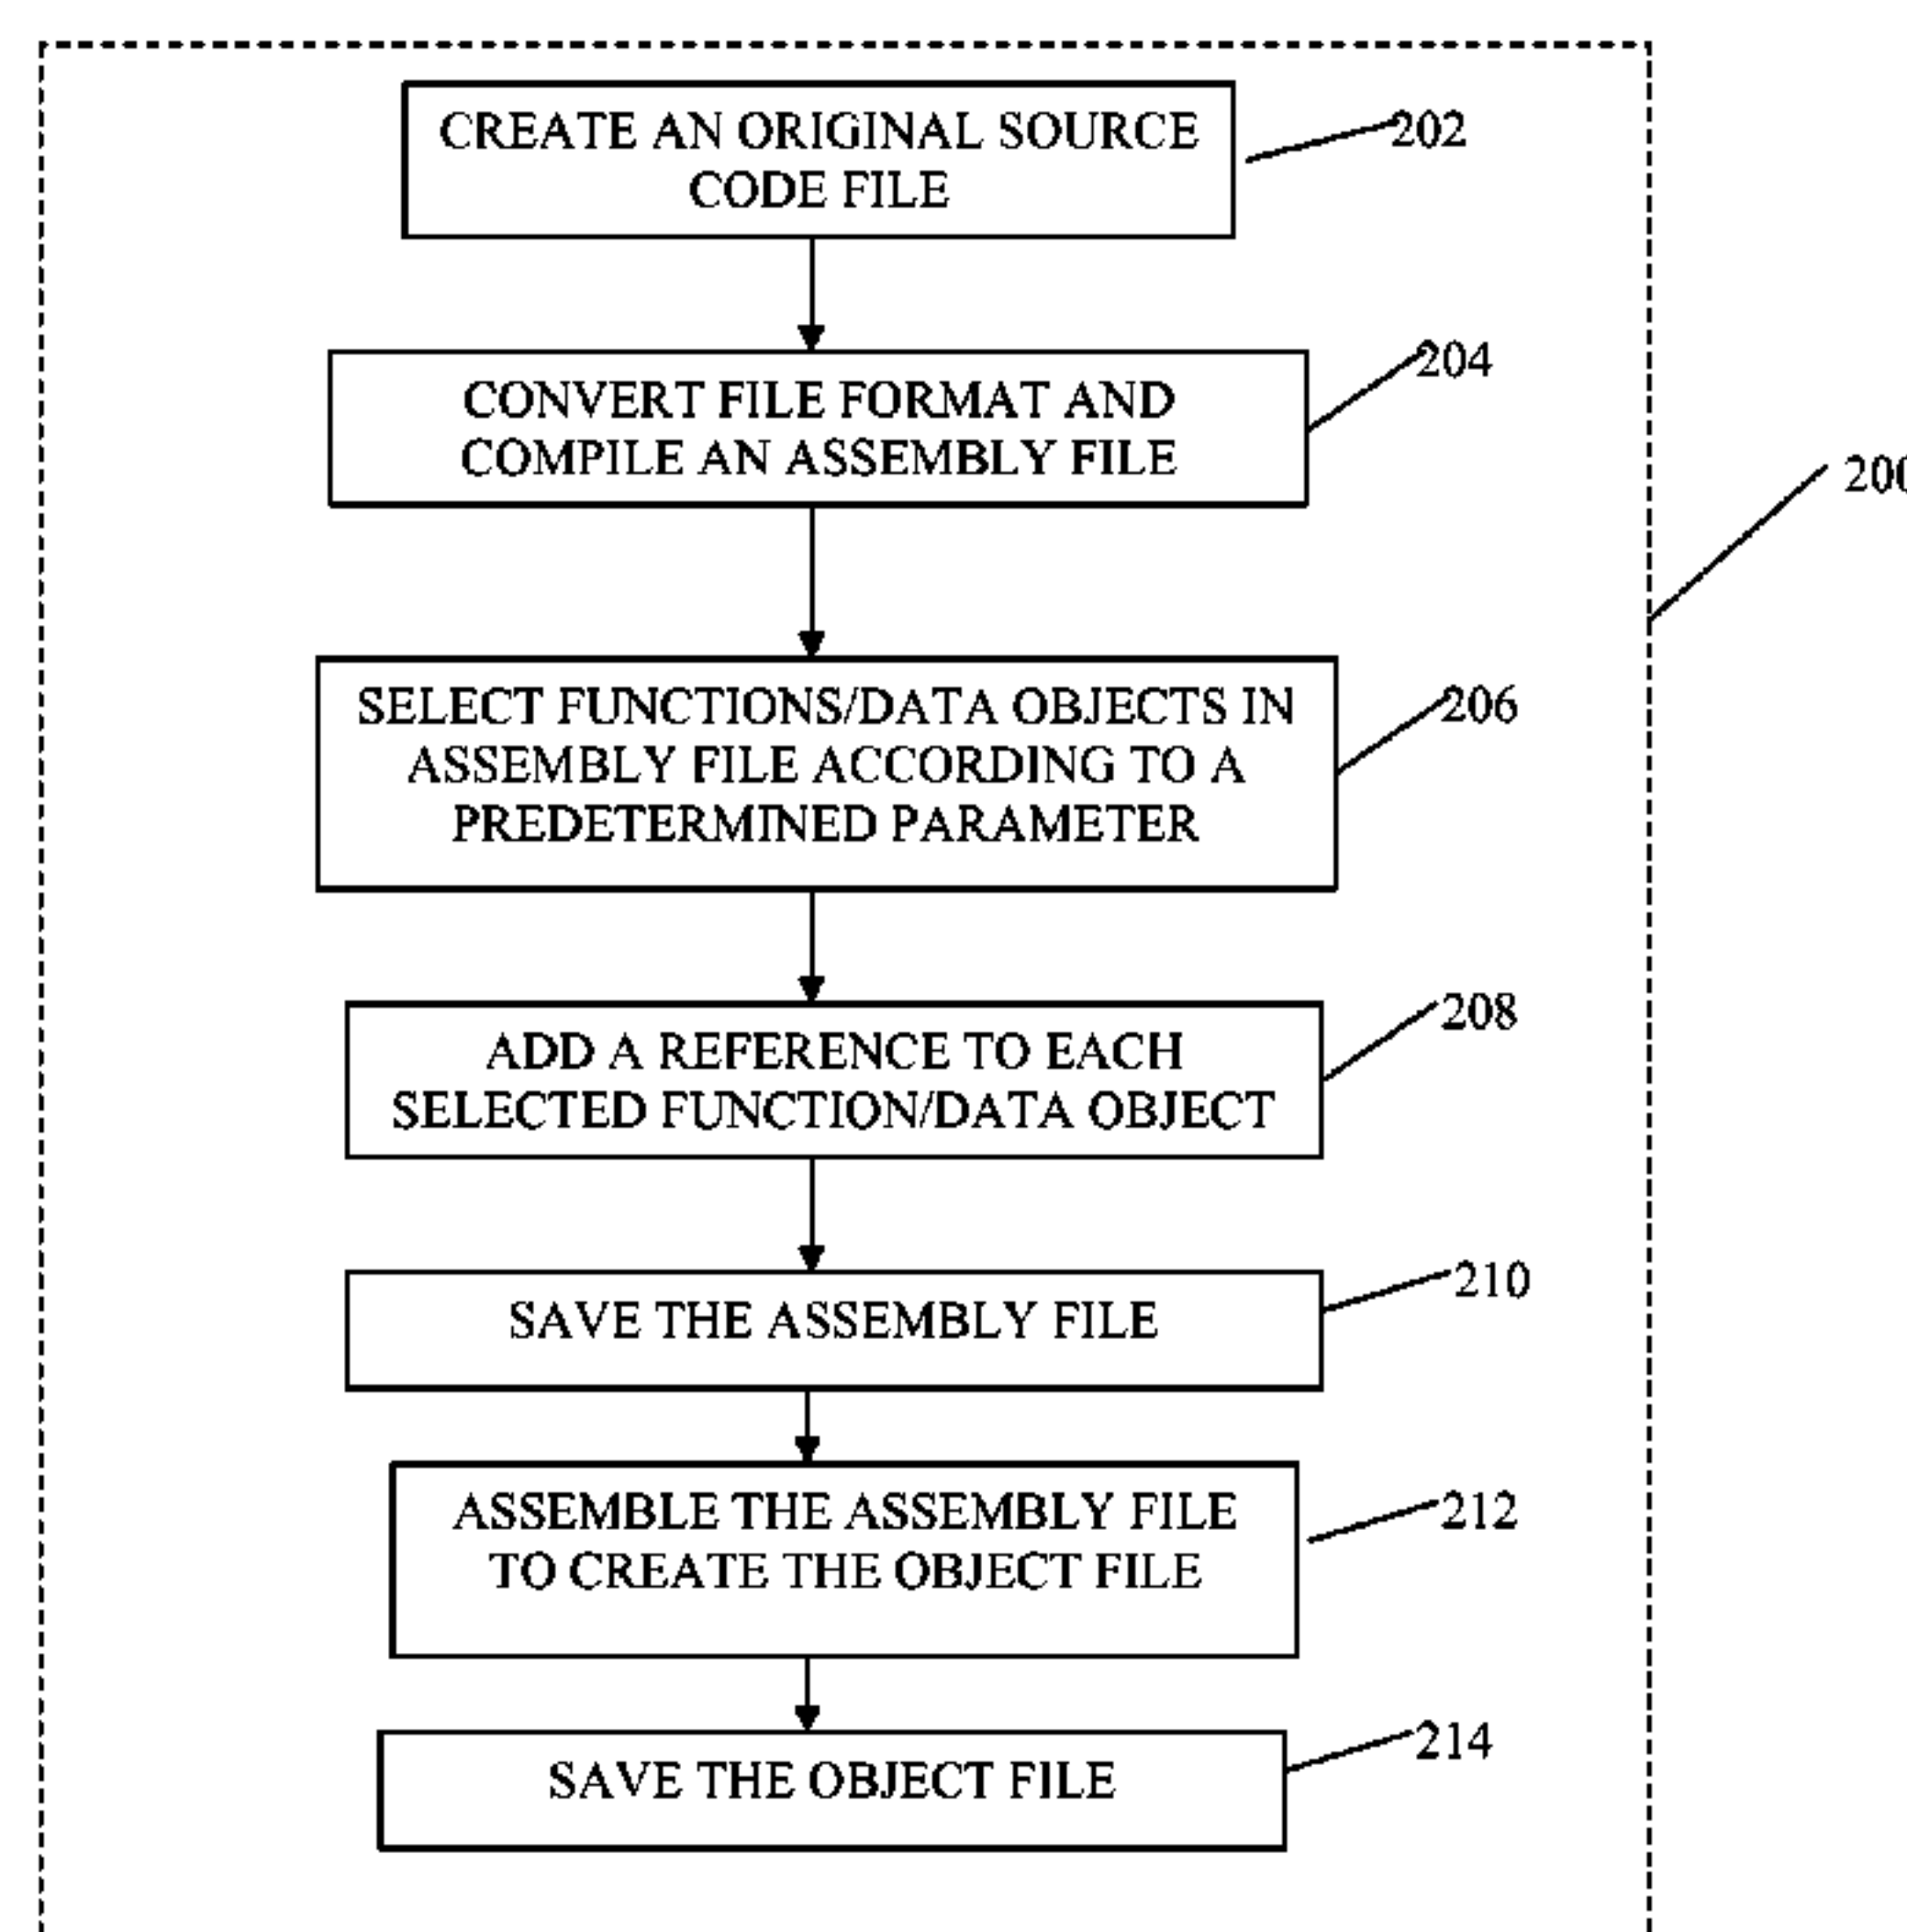 CREATE AN ORIGINAL SOURCE
CODE FILE
202
CONVERT FILE FORMAT AND
COMPILE AN ASSEMBLY FILE
204
200
SELECT FUNCTIONS/DATA OBJECTS IN
ASSEMBLY FILE ACCORDING TO A
PREDETERMINED PARAMETER
206
ADD A REFERENCE TO EACH
SELECTED FUNCTION/DATA OBJECT
208
SAVE THE ASSEMBLY FILE
210
ASSEMBLE THE ASSEMBLY FILE
TO CREATE THE OBJECT FILE
212
SAVE THE OBJECT FILE
214